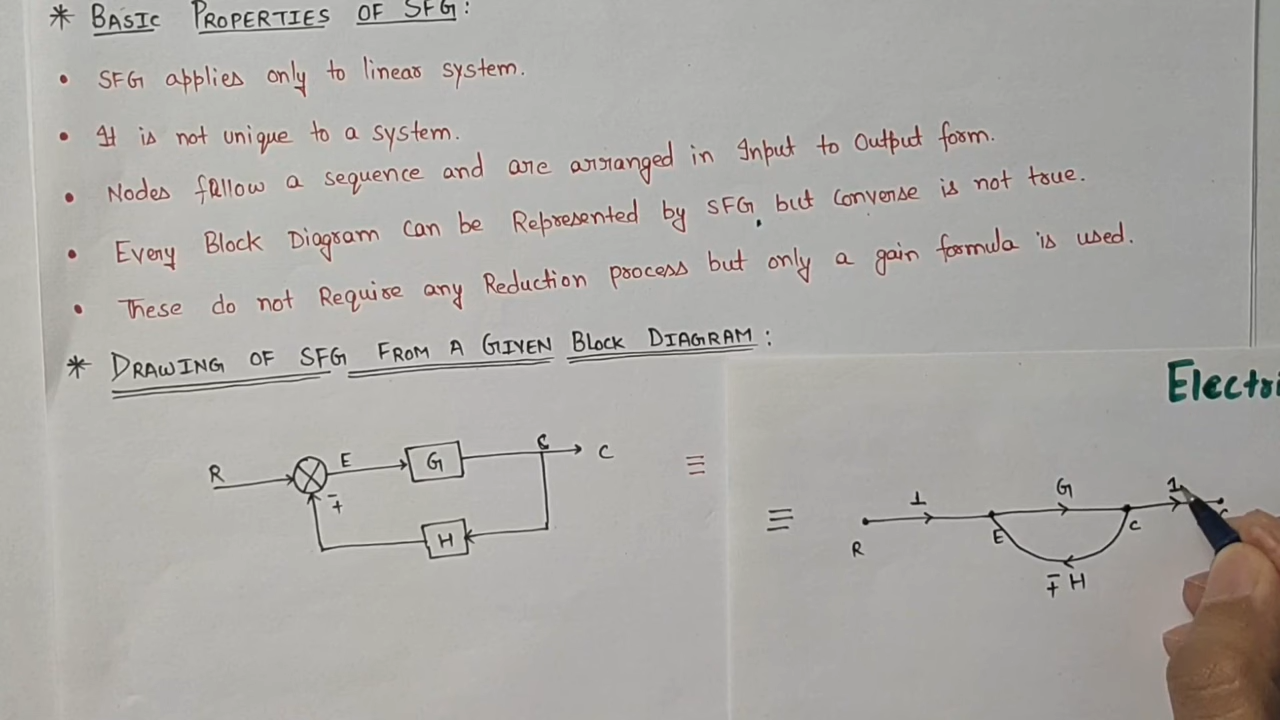 * BASIC PROPERTIES OF SFG:
• SFG applies only to linear system.
• It is not unique to a system.
• Nodes follow a sequence and are arranged in Input to Output form.
• Every Block Diagram can be Represented by SFG, but Converse is not true.
• These do not Require any Reduction process but only a gain formula is used.
* DRAWING OF SFG FROM A GIVEN BLOCK DIAGRAM:
Electri
R E G C C
∓
H
≡
≡
R 1 E G C 1 C
∓ H